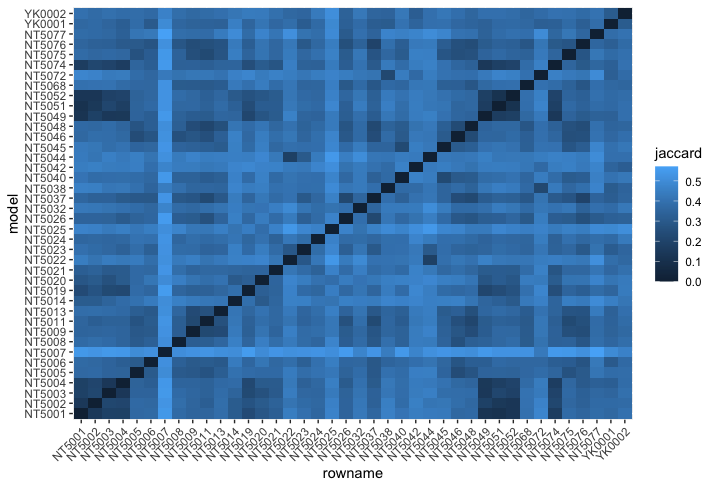 YK0002
YK0001
NT5077
NT5076
NT5075
NT5074
NT5072
NT5068
NT5052
NT5051
NT5049
NT5048
NT5046
NT5045
NT5044
NT5042
NT5040
NT5038
NT5037
NT5032
NT5026
NT5025
NT5024
NT5023
NT5022
NT5021
NT5020
NT5019
NT5014
NT5013
NT5011
NT5009
NT5008
NT5007
NT5006
NT5005
NT5004
NT5003
NT5002
NT5001
model
NT5001
NT5002
NT5003
NT5004
NT5005
NT5006
NT5007
NT5008
NT5009
NT5011
NT5013
NT5014
NT5019
NT5020
NT5021
NT5022
NT5023
NT5024
NT5025
NT5026
NT5032
NT5037
NT5038
NT5040
NT5042
NT5044
NT5045
NT5046
NT5048
NT5049
NT5051
NT5052
NT5068
NT5072
NT5074
NT5075
NT5076
NT5077
YK0001
YK0002
rowname
jaccard
0.5
0.4
0.3
0.2
0.1
0.0